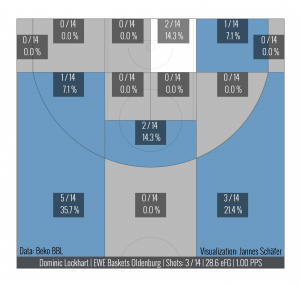 0 / 14
0.0 %
0 / 14
0.0 %
2 / 14
14.3 %
1 / 14
7.1 %
0 / 14
0.0 %
0 / 14
0.0 %
1 / 14
7.1 %
0 / 14
0.0 %
0 / 14
0.0 %
0 / 14
0.0 %
2 / 14
14.3 %
5 / 14
35.7 %
0 / 14
0.0 %
3 / 14
21.4 %
Data: Beko BBL
Visualization: Jannes Schäfer
Dominic Lockhart | EWE Baskets Oldenburg | Shots: 3 / 14 | 28.6 eFG | 1.00 PPS